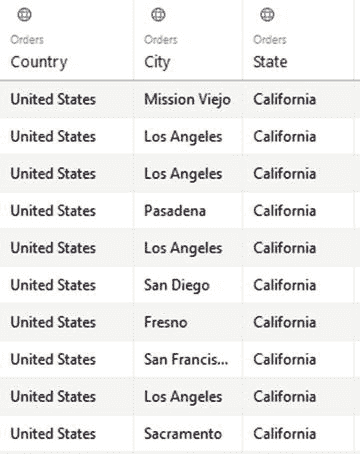 Orders Orders Orders
Country City State
United States Mission Viejo California
United States Los Angeles California
United States Los Angeles California
United States Pasadena California
United States Los Angeles California
United States San Diego California
United States Fresno California
United States San Francis... California
United States Los Angeles California
United States Sacramento California